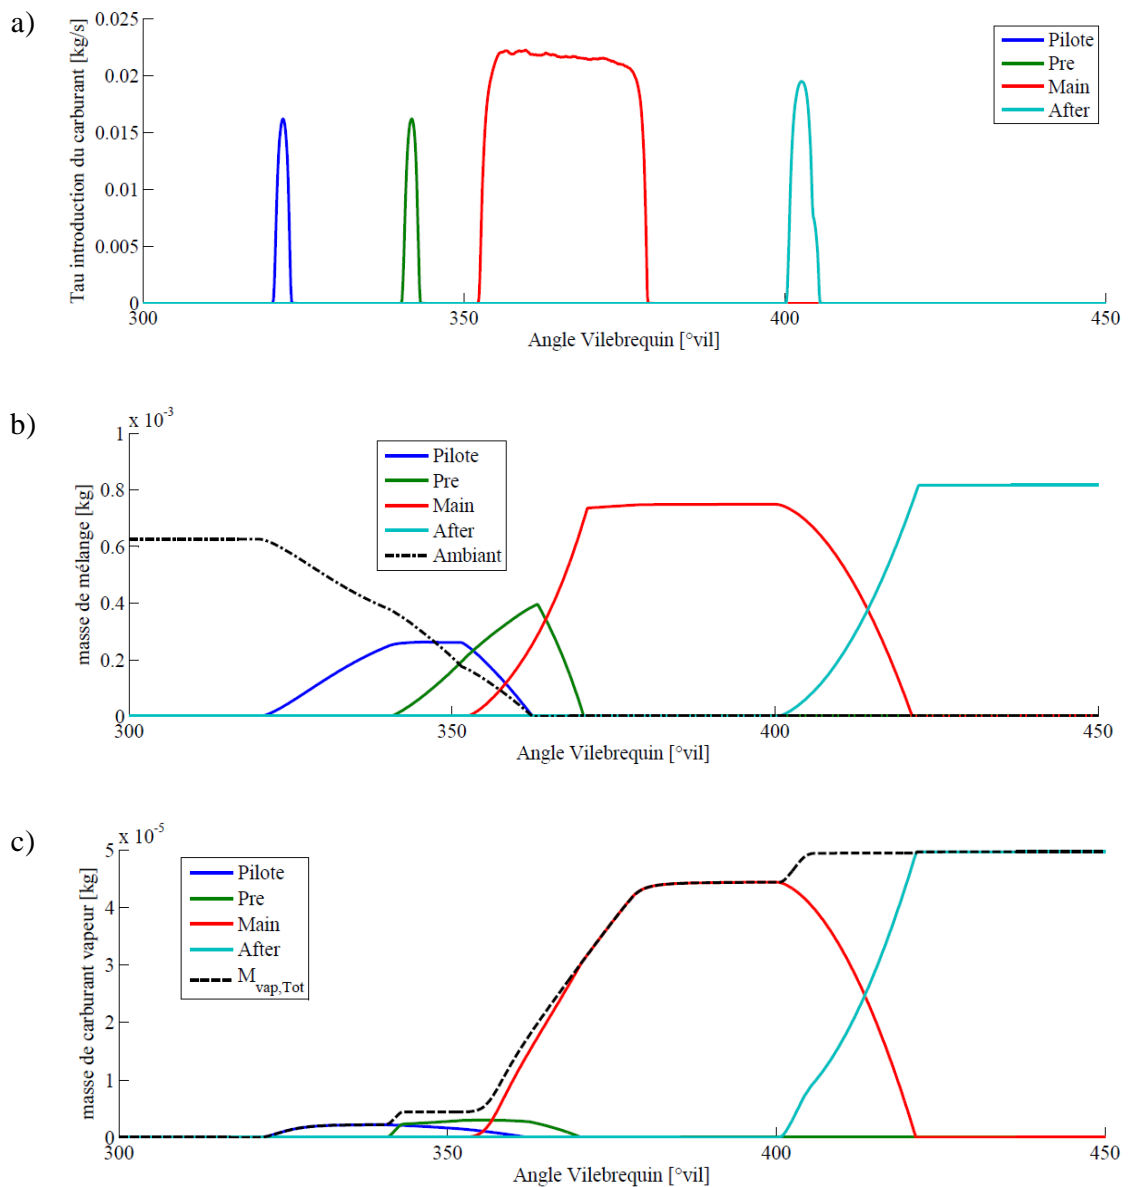 a)
Tau introduction du carburant [kg/s]
0.025
0.02
0.015
0.01
0.005
0
300
350
400
450
Angle Vilebrequin [°vil]
Pilote
Pre
Main
After
b)
x 10-3
masse de mélange [kg]
1
0.8
0.6
0.4
0.2
0
300
350
400
450
Angle Vilebrequin [°vil]
Pilote
Pre
Main
After
Ambiant
c)
x 10-5
masse de carburant vapeur [kg]
5
4
3
2
1
0
300
350
400
450
Angle Vilebrequin [°vil]
Pilote
Pre
Main
After
Mvap,Tot